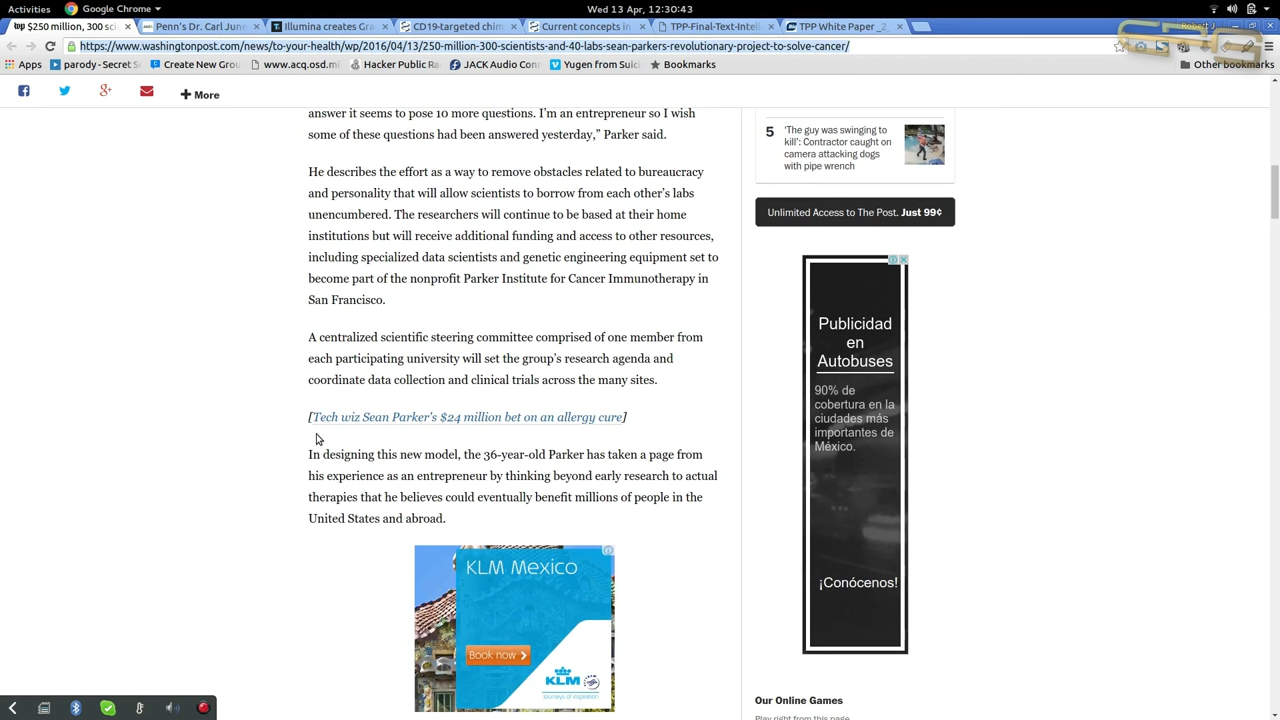 Activities
Google Chrome
Wed 13 Apr, 12:30:43
$250 million, 300 sci
Penn's Dr. Carl June
Illumina creates Gr
CD19-targeted chim
Current concepts in
TPP-Final-Text-Intell
TPP White Paper _2_
Robert J
https://www.washingtonpost.com/news/to-your-health/wp/2016/04/13/250-million-300-scientists-and-40-labs-sean-parkers-revolutionary-project-to-solve-cancer/
Apps
parody - Secret S
Create New Grou
www.acq.osd.mi
Hacker Public Ra
JACK Audio Conn
Yugen from Suic
Bookmarks
Other bookmarks
More
answer it seems to pose 10 more questions. I'm an entrepreneur so I wish
some of these questions had been answered yesterday,” Parker said.
He describes the effort as a way to remove obstacles related to bureaucracy
and personality that will allow scientists to borrow from each other's labs
unencumbered. The researchers will continue to be based at their home
institutions but will receive additional funding and access to other resources,
including specialized data scientists and genetic engineering equipment set to
become part of the nonprofit Parker Institute for Cancer Immunotherapy in
San Francisco.
A centralized scientific steering committee comprised of one member from
each participating university will set the group's research agenda and
coordinate data collection and clinical trials across the many sites.
[Tech wiz Sean Parker's $24 million bet on an allergy cure]
In designing this new model, the 36-year-old Parker has taken a page from
his experience as an entrepreneur by thinking beyond early research to actual
therapies that he believes could eventually benefit millions of people in the
United States and abroad.
KLM Mexico
Book now
KLM
Journeys of Inspiration
5
'The guy was swinging to
kill': Contractor caught on
camera attacking dogs
with pipe wrench
Unlimited Access to The Post. Just 99¢
Publicidad
en
Autobuses
90% de
cobertura en la
ciudades más
importantes de
México.
¡Conócenos!
Our Online Games
Play right from this page